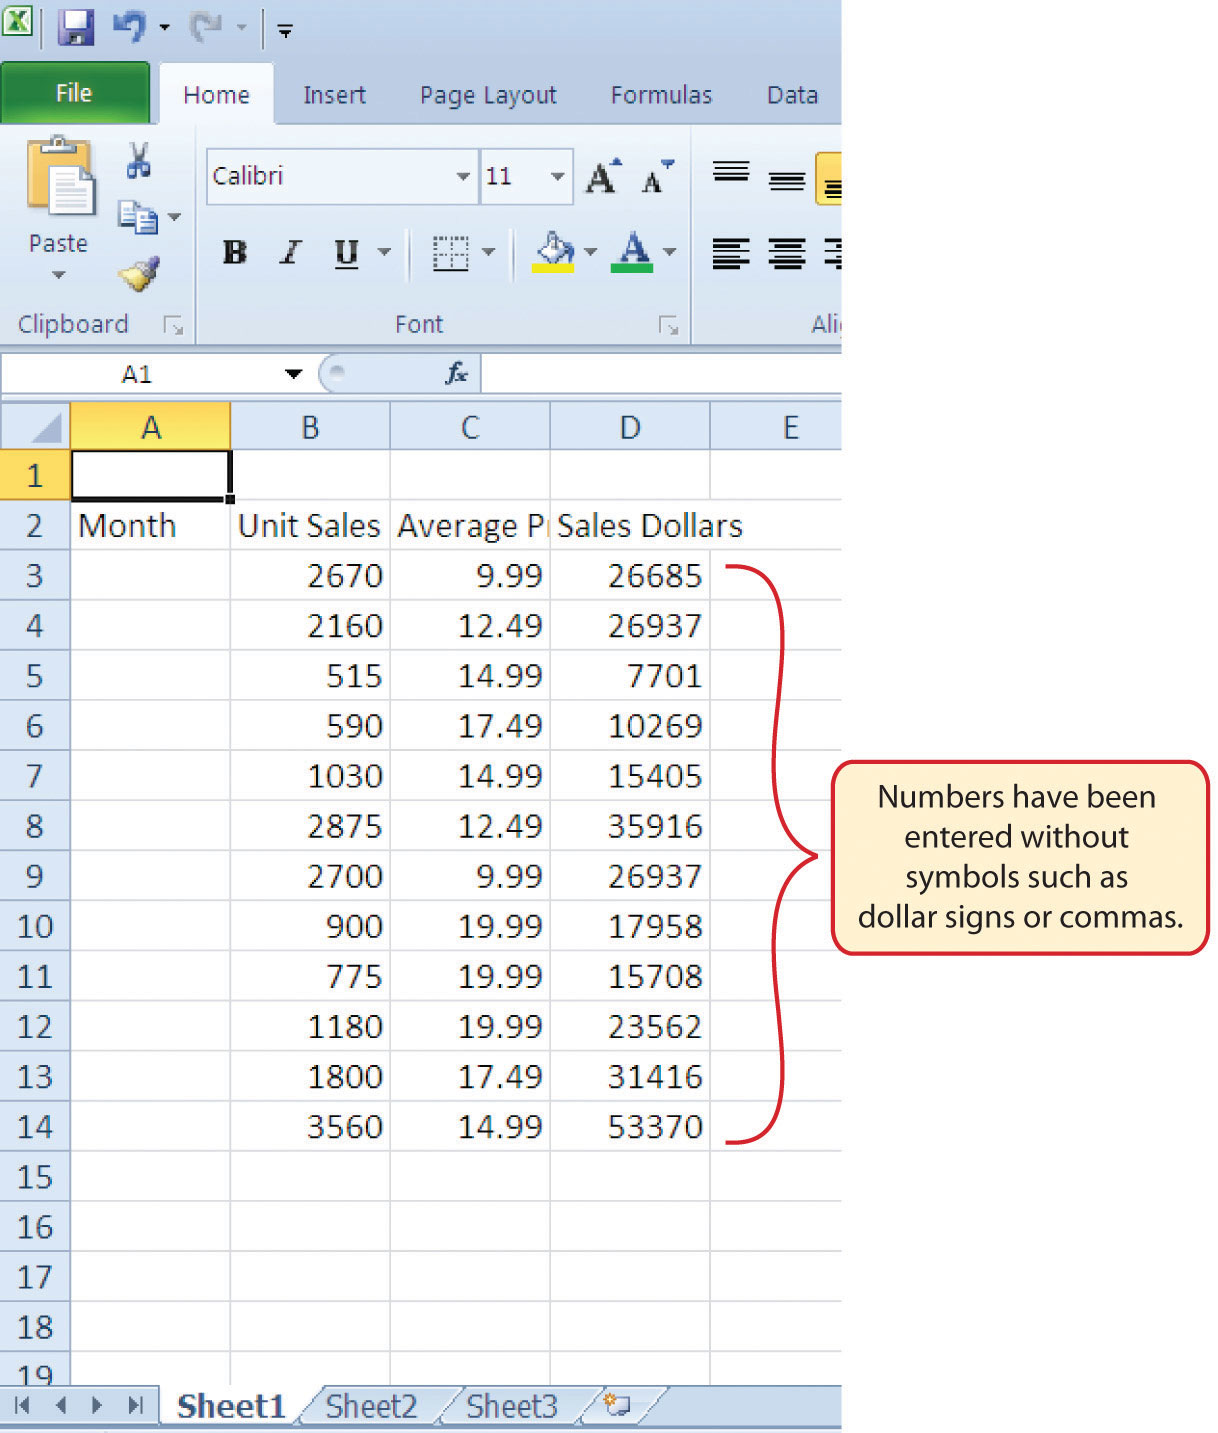 File Home Insert Page Layout Formulas Data
Calibri 11
Paste
B I U A
Clipboard Font
A1 fx
A B C D E
1
2 Month Unit Sales Average P Sales Dollars
3 2670 9.99 26685
4 2160 12.49 26937
5 515 14.99 7701
6 590 17.49 10269
7 1030 14.99 15405
8 2875 12.49 35916
9 2700 9.99 26937
10 900 19.99 17958
11 775 19.99 15708
12 1180 19.99 23562
13 1800 17.49 31416
14 3560 14.99 53370
15
16
17
18
19
Sheet1 Sheet2 Sheet3
Numbers have been
entered without
symbols such as
dollar signs or commas.